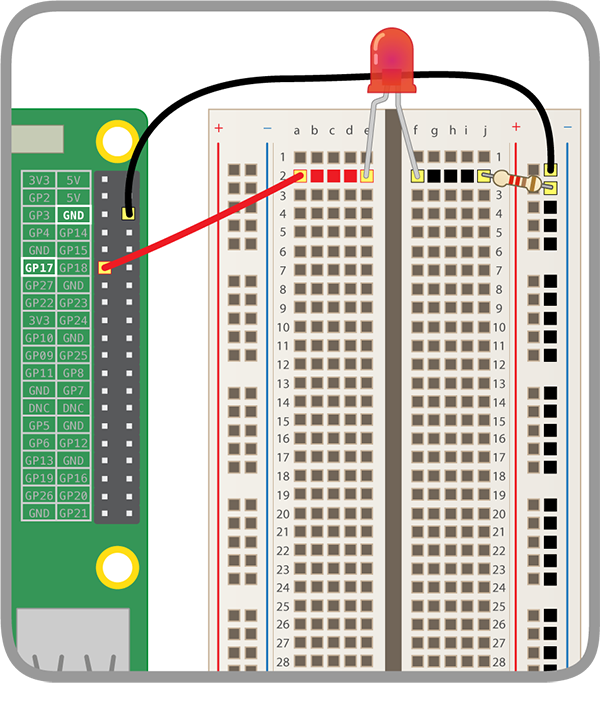 3V3 5V
GP2 5V
GP3 GND
GP4 GP14
GND GP15
GP17 GP18
GP27 GND
GP22 GP23
3V3 GP24
GP10 GND
GP09 GP25
GP11 GP8
GND GP7
DNC DNC
GP5 GND
GP6 GP12
GP13 GND
GP19 GP16
GP26 GP20
GND GP21
+ − a b c d e f g h i j + −
1 1
2
3 3
4 4
5 5
6 6
7 7
8 8
9 9
10 10
11 11
12 12
13 13
14 14
15 15
16 16
17 17
18 18
19 19
20 20
21 21
22 22
23 23
24 24
25 25
26 26
27 27
28 28